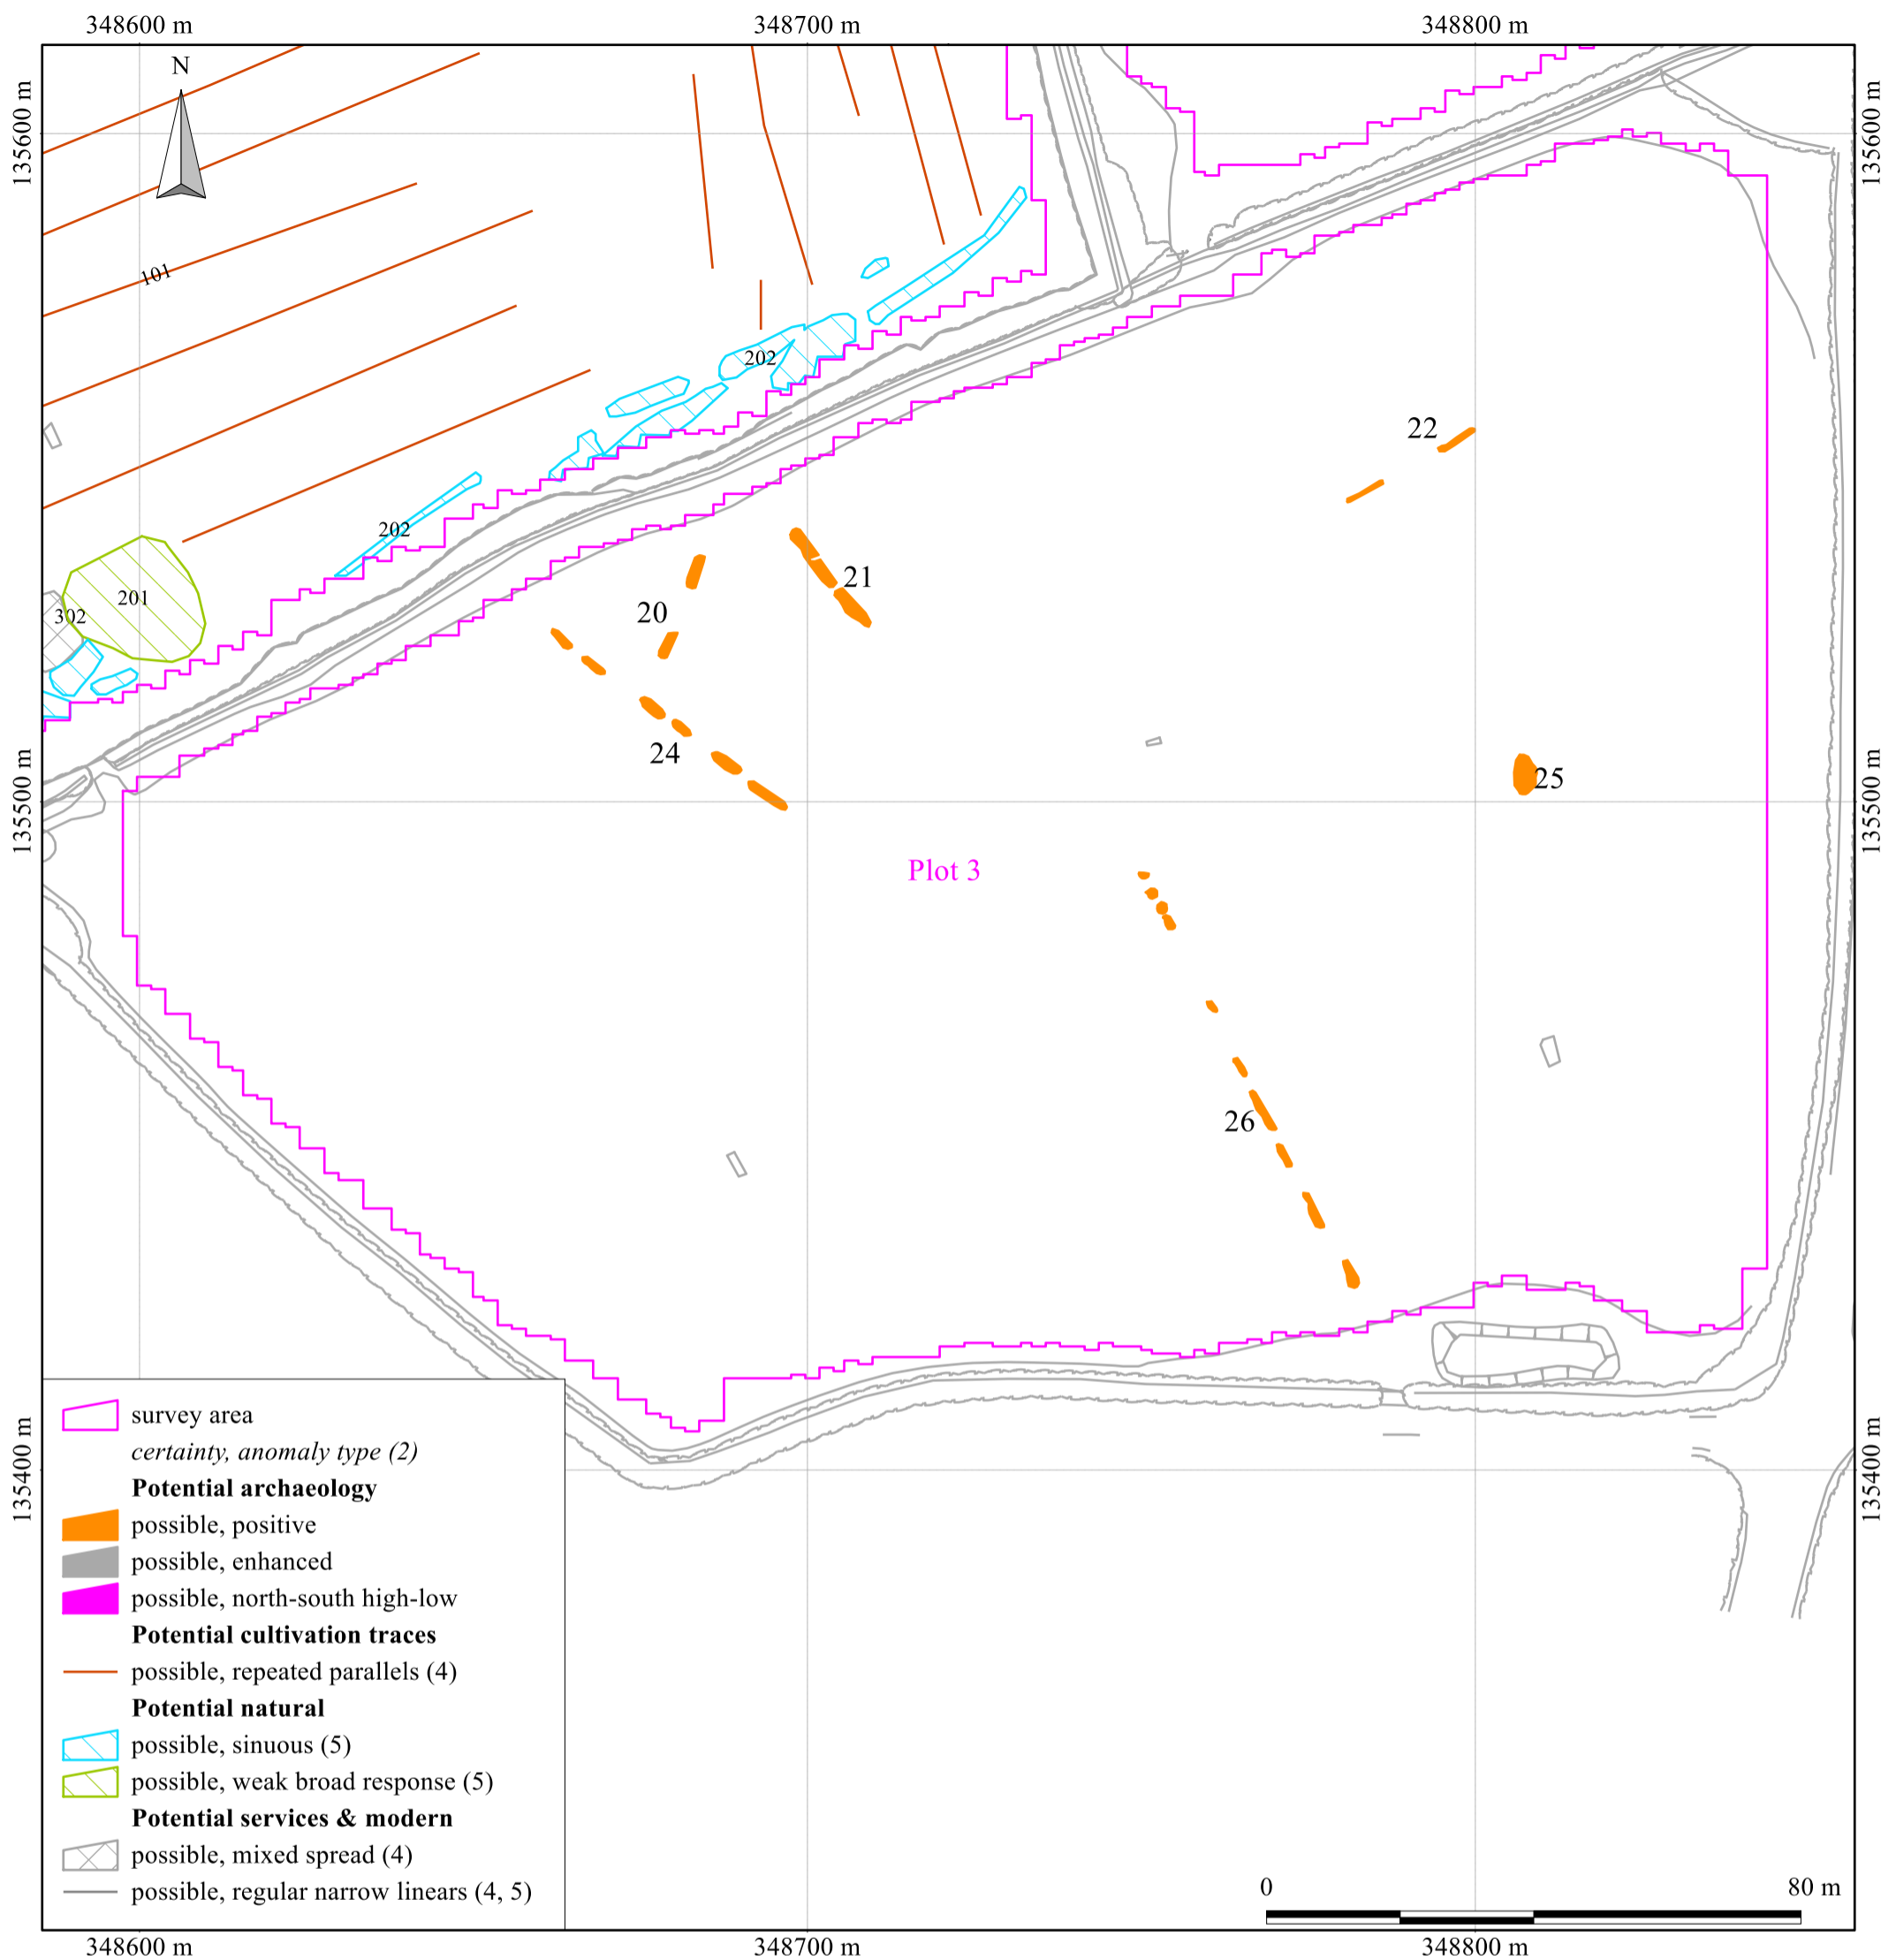 348600 m
348700 m
348800 m
N
135600 m
135600 m
101
202
22
202
201
302
21
20
24
25
135500 m
135500 m
Plot 3
26
survey area
certainty, anomaly type (2)
Potential archaeology
possible, positive
possible, enhanced
possible, north-south high-low
Potential cultivation traces
possible, repeated parallels (4)
Potential natural
possible, sinuous (5)
possible, weak broad response (5)
Potential services & modern
possible, mixed spread (4)
possible, regular narrow linears (4, 5)
135400 m
135400 m
0
80 m
348600 m
348700 m
348800 m